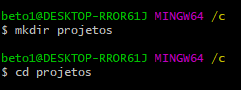 beto1@DESKTOP-RROR61J MINGW64 /c
$ mkdir projetos
beto1@DESKTOP-RROR61J MINGW64 /c
$ cd projetos